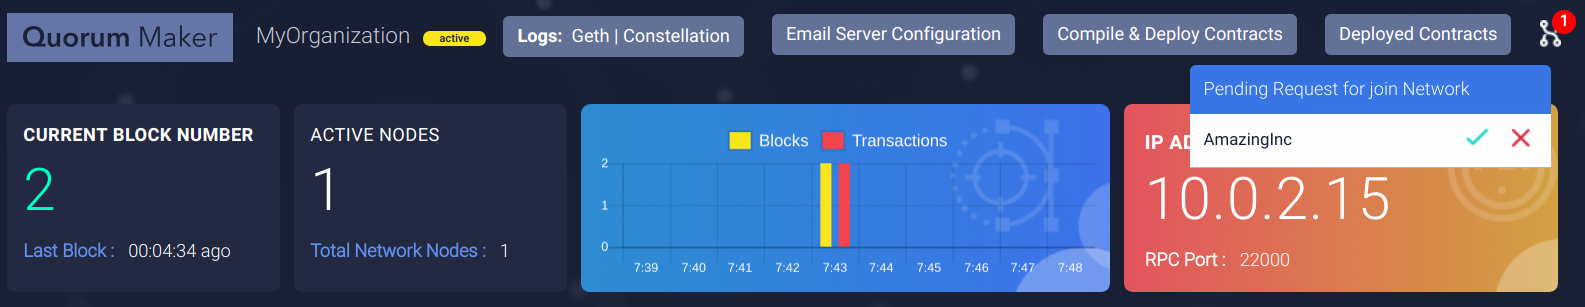 Quorum Maker
MyOrganization
active
Logs: Geth | Constellation
Email Server Configuration
Compile & Deploy Contracts
Deployed Contracts
1
Pending Request for join Network
AmazingInc
CURRENT BLOCK NUMBER
2
Last Block : 00:04:34 ago
ACTIVE NODES
1
Total Network Nodes : 1
Blocks Transactions
2
1
0
7:39 7:40 7:41 7:42 7:43 7:44 7:45 7:46 7:47 7:48
IP AD
10.0.2.15
RPC Port : 22000